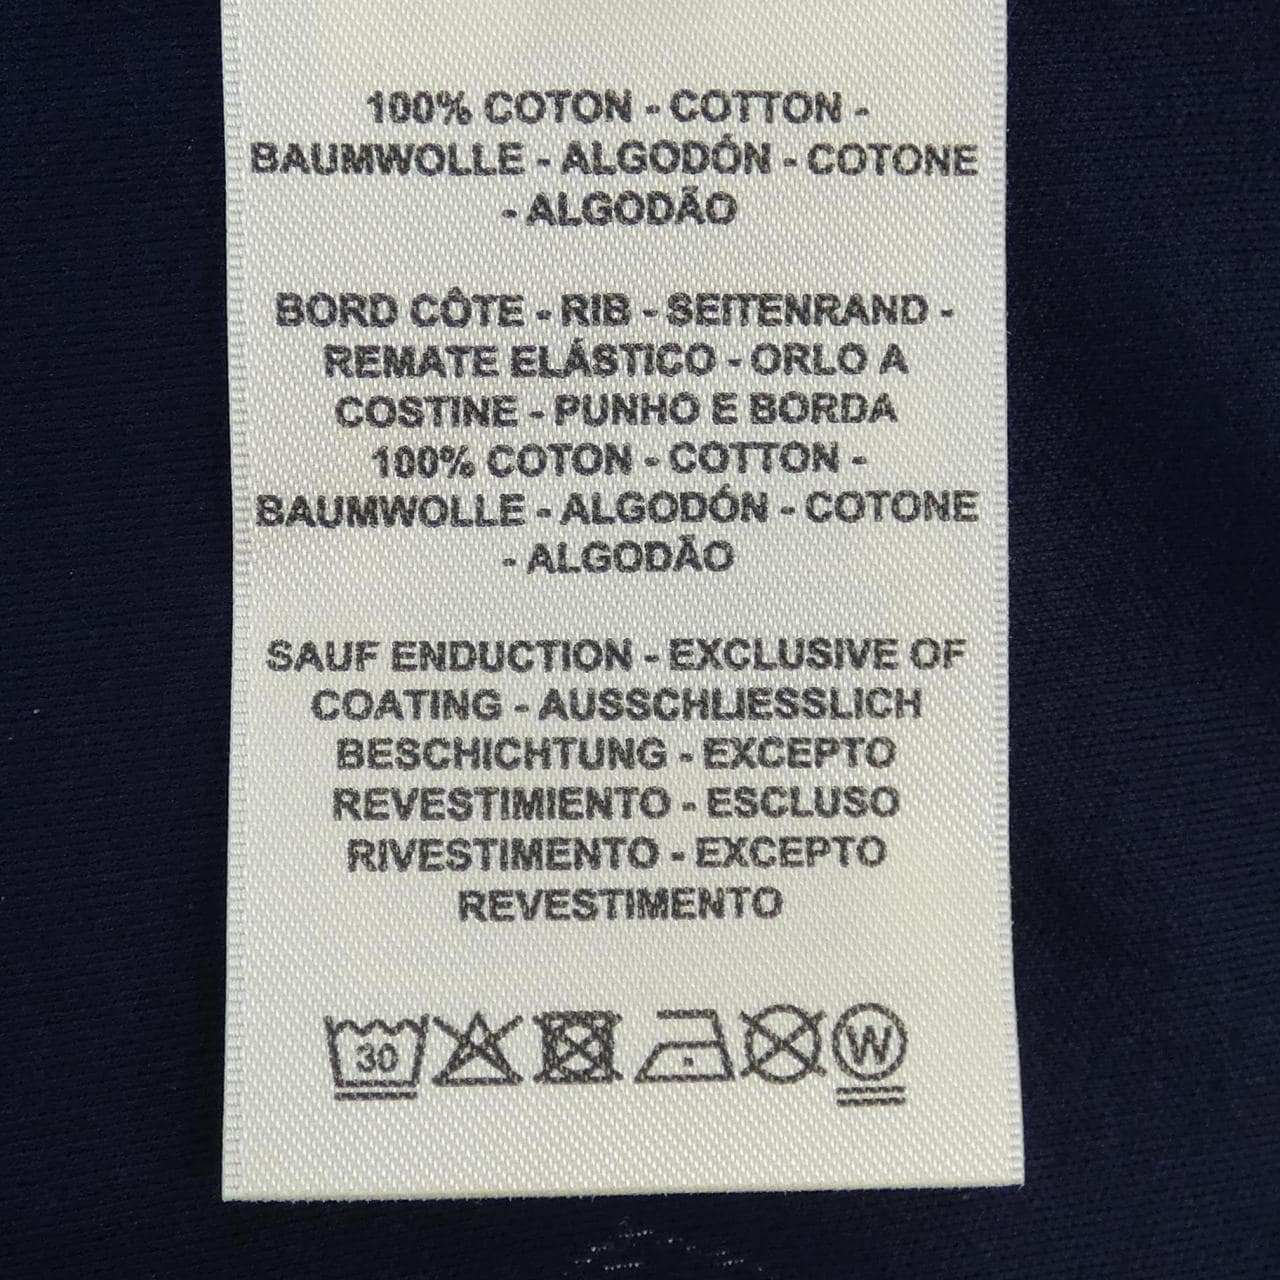 100% COTON - COTTON -
BAUMWOLLE - ALGODÓN - COTONE
- ALGODÃO
BORD CÔTE - RIB - SEITENRAND -
REMATE ELÁSTICO - ORLO A
COSTINE - PUNHO E BORDA
100% COTON - COTTON -
BAUMWOLLE - ALGODÓN - COTONE
- ALGODÃO
SAUF ENDUCTION - EXCLUSIVE OF
COATING - AUSSCHLIESSLICH
BESCHICHTUNG - EXCEPTO
REVESTIMIENTO - ESCLUSO
RIVESTIMENTO - EXCEPTO
REVESTIMENTO
30 W